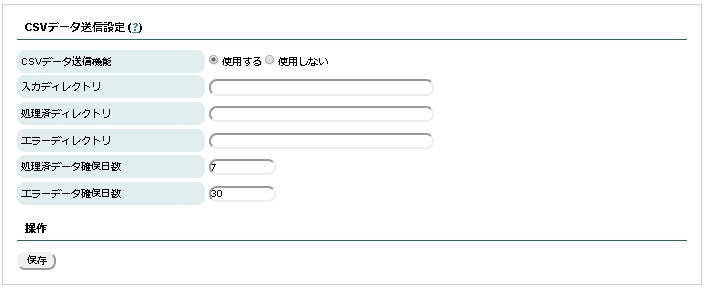 CSVデータ送信設定 (?)
CSVデータ送信機能 使用する 使用しない
入力ディレクトリ
処理済ディレクトリ
エラーディレクトリ
処理済データ確保日数 7
エラーデータ確保日数 30
操作
保存